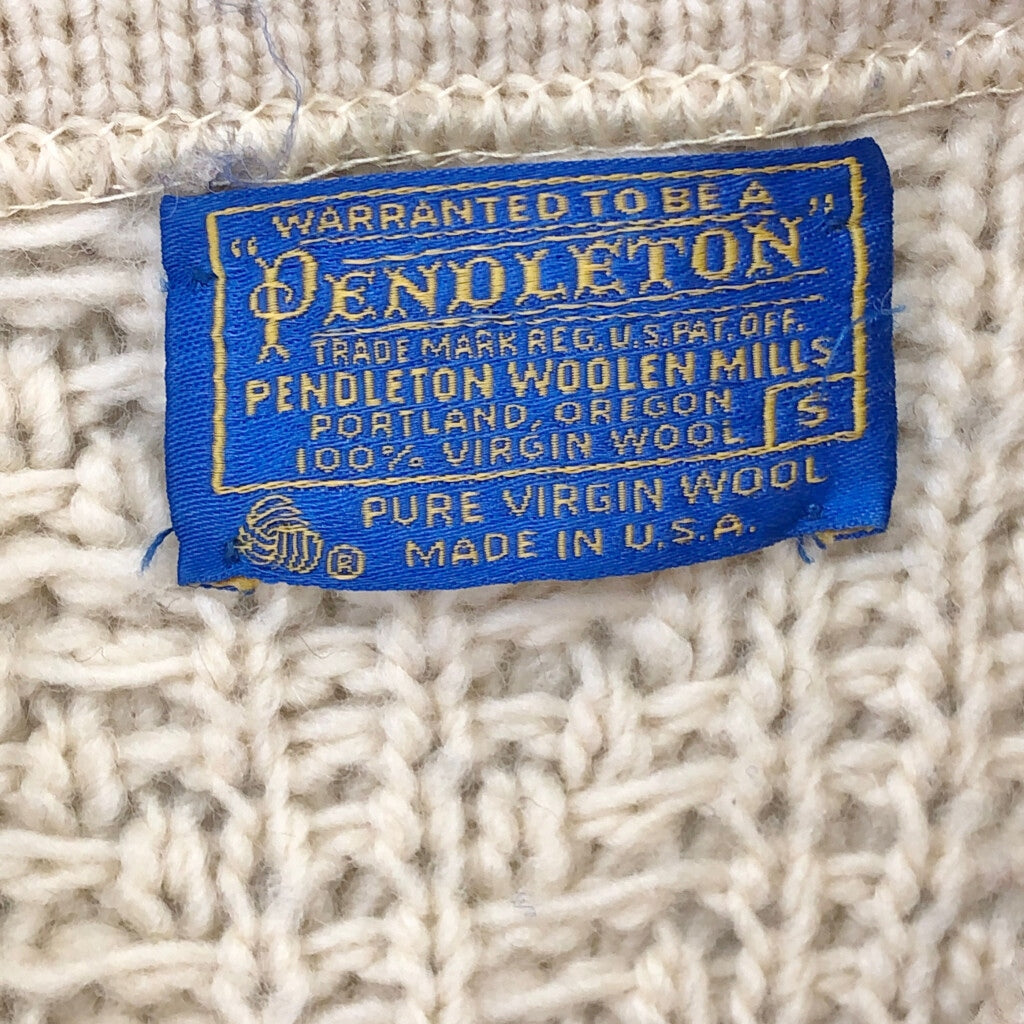 WARRANTED TO BE A
"PENDLETON"
TRADE MARK REG. U.S. PAT. OFF.
PENDLETON WOOLEN MILLS
PORTLAND, OREGON
100% VIRGIN WOOL S
PURE VIRGIN WOOL
® MADE IN U.S.A.